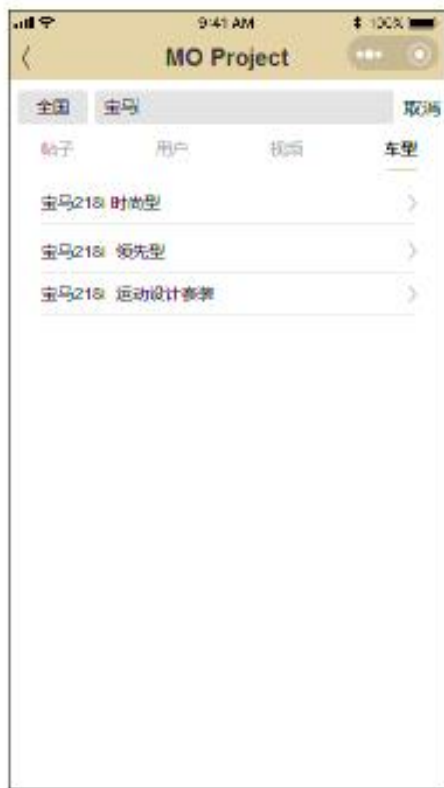 9:41 AM 100%
MO Project
全国 宝马 取消
帖子 用户 视频 车型
宝马218i 时尚型
宝马218i 领先型
宝马218i 运动设计套装